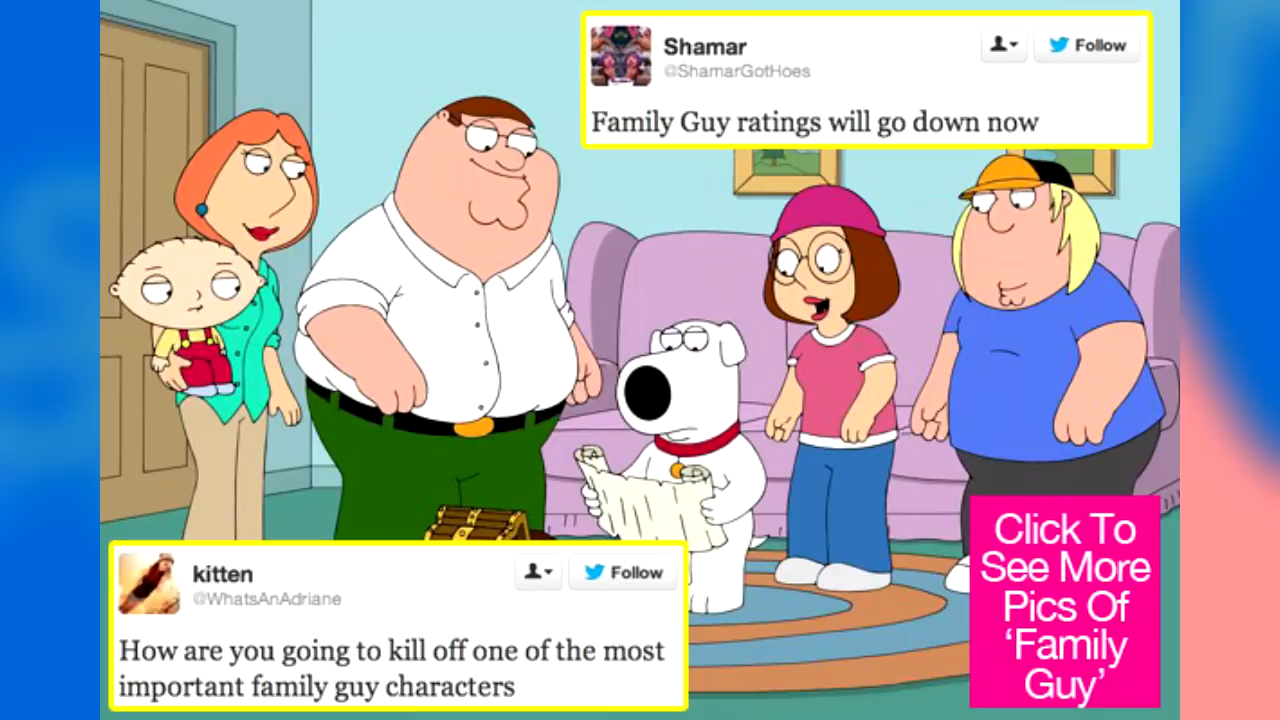 Shamar
@ShamarGotHoes
Follow
Family Guy ratings will go down now
kitten
@WhatsAnAdriane
Follow
How are you going to kill off one of the most
important family guy characters
Click To
See More
Pics Of
‘Family
Guy’